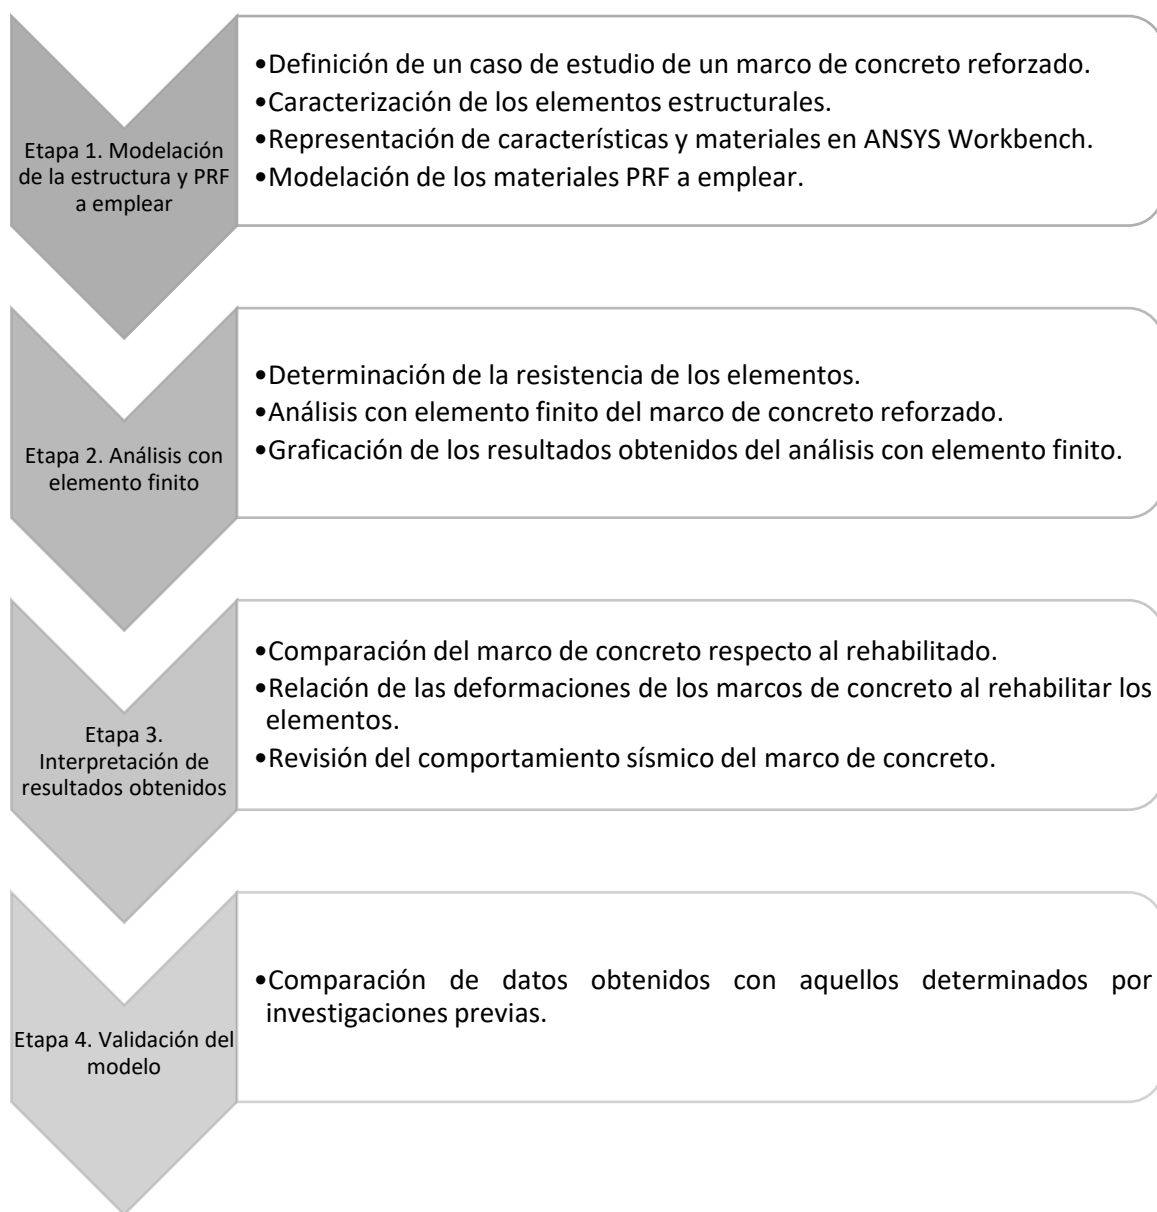 Etapa 1. Modelación
de la estructura y PRF
a emplear
•Definición de un caso de estudio de un marco de concreto reforzado.
•Caracterización de los elementos estructurales.
•Representación de características y materiales en ANSYS Workbench.
•Modelación de los materiales PRF a emplear.
Etapa 2. Análisis con
elemento finito
•Determinación de la resistencia de los elementos.
•Análisis con elemento finito del marco de concreto reforzado.
•Graficación de los resultados obtenidos del análisis con elemento finito.
Etapa 3.
Interpretación de
resultados obtenidos
•Comparación del marco de concreto respecto al rehabilitado.
•Relación de las deformaciones de los marcos de concreto al rehabilitar los
elementos.
•Revisión del comportamiento sísmico del marco de concreto.
Etapa 4. Validación del
modelo
•Comparación de datos obtenidos con aquellos determinados por
investigaciones previas.